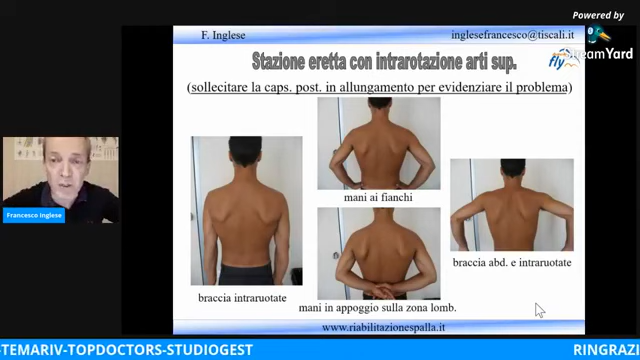 Powered by
StreamYard
F. Inglese
inglesefrancesco@tiscali.it
Stazione eretta con intrarotazione arti sup.
fly
(sollecitare la caps. post. in allungamento per evidenziare il problema)
mani ai fianchi
Francesco Inglese
braccia abd. e intraruotate
braccia intraruotate
mani in appoggio sulla zona lomb.
www.riabilitazionespalla.it
-TEMARIV-TOPDOCTORS-STUDIOGEST
RINGRAZI